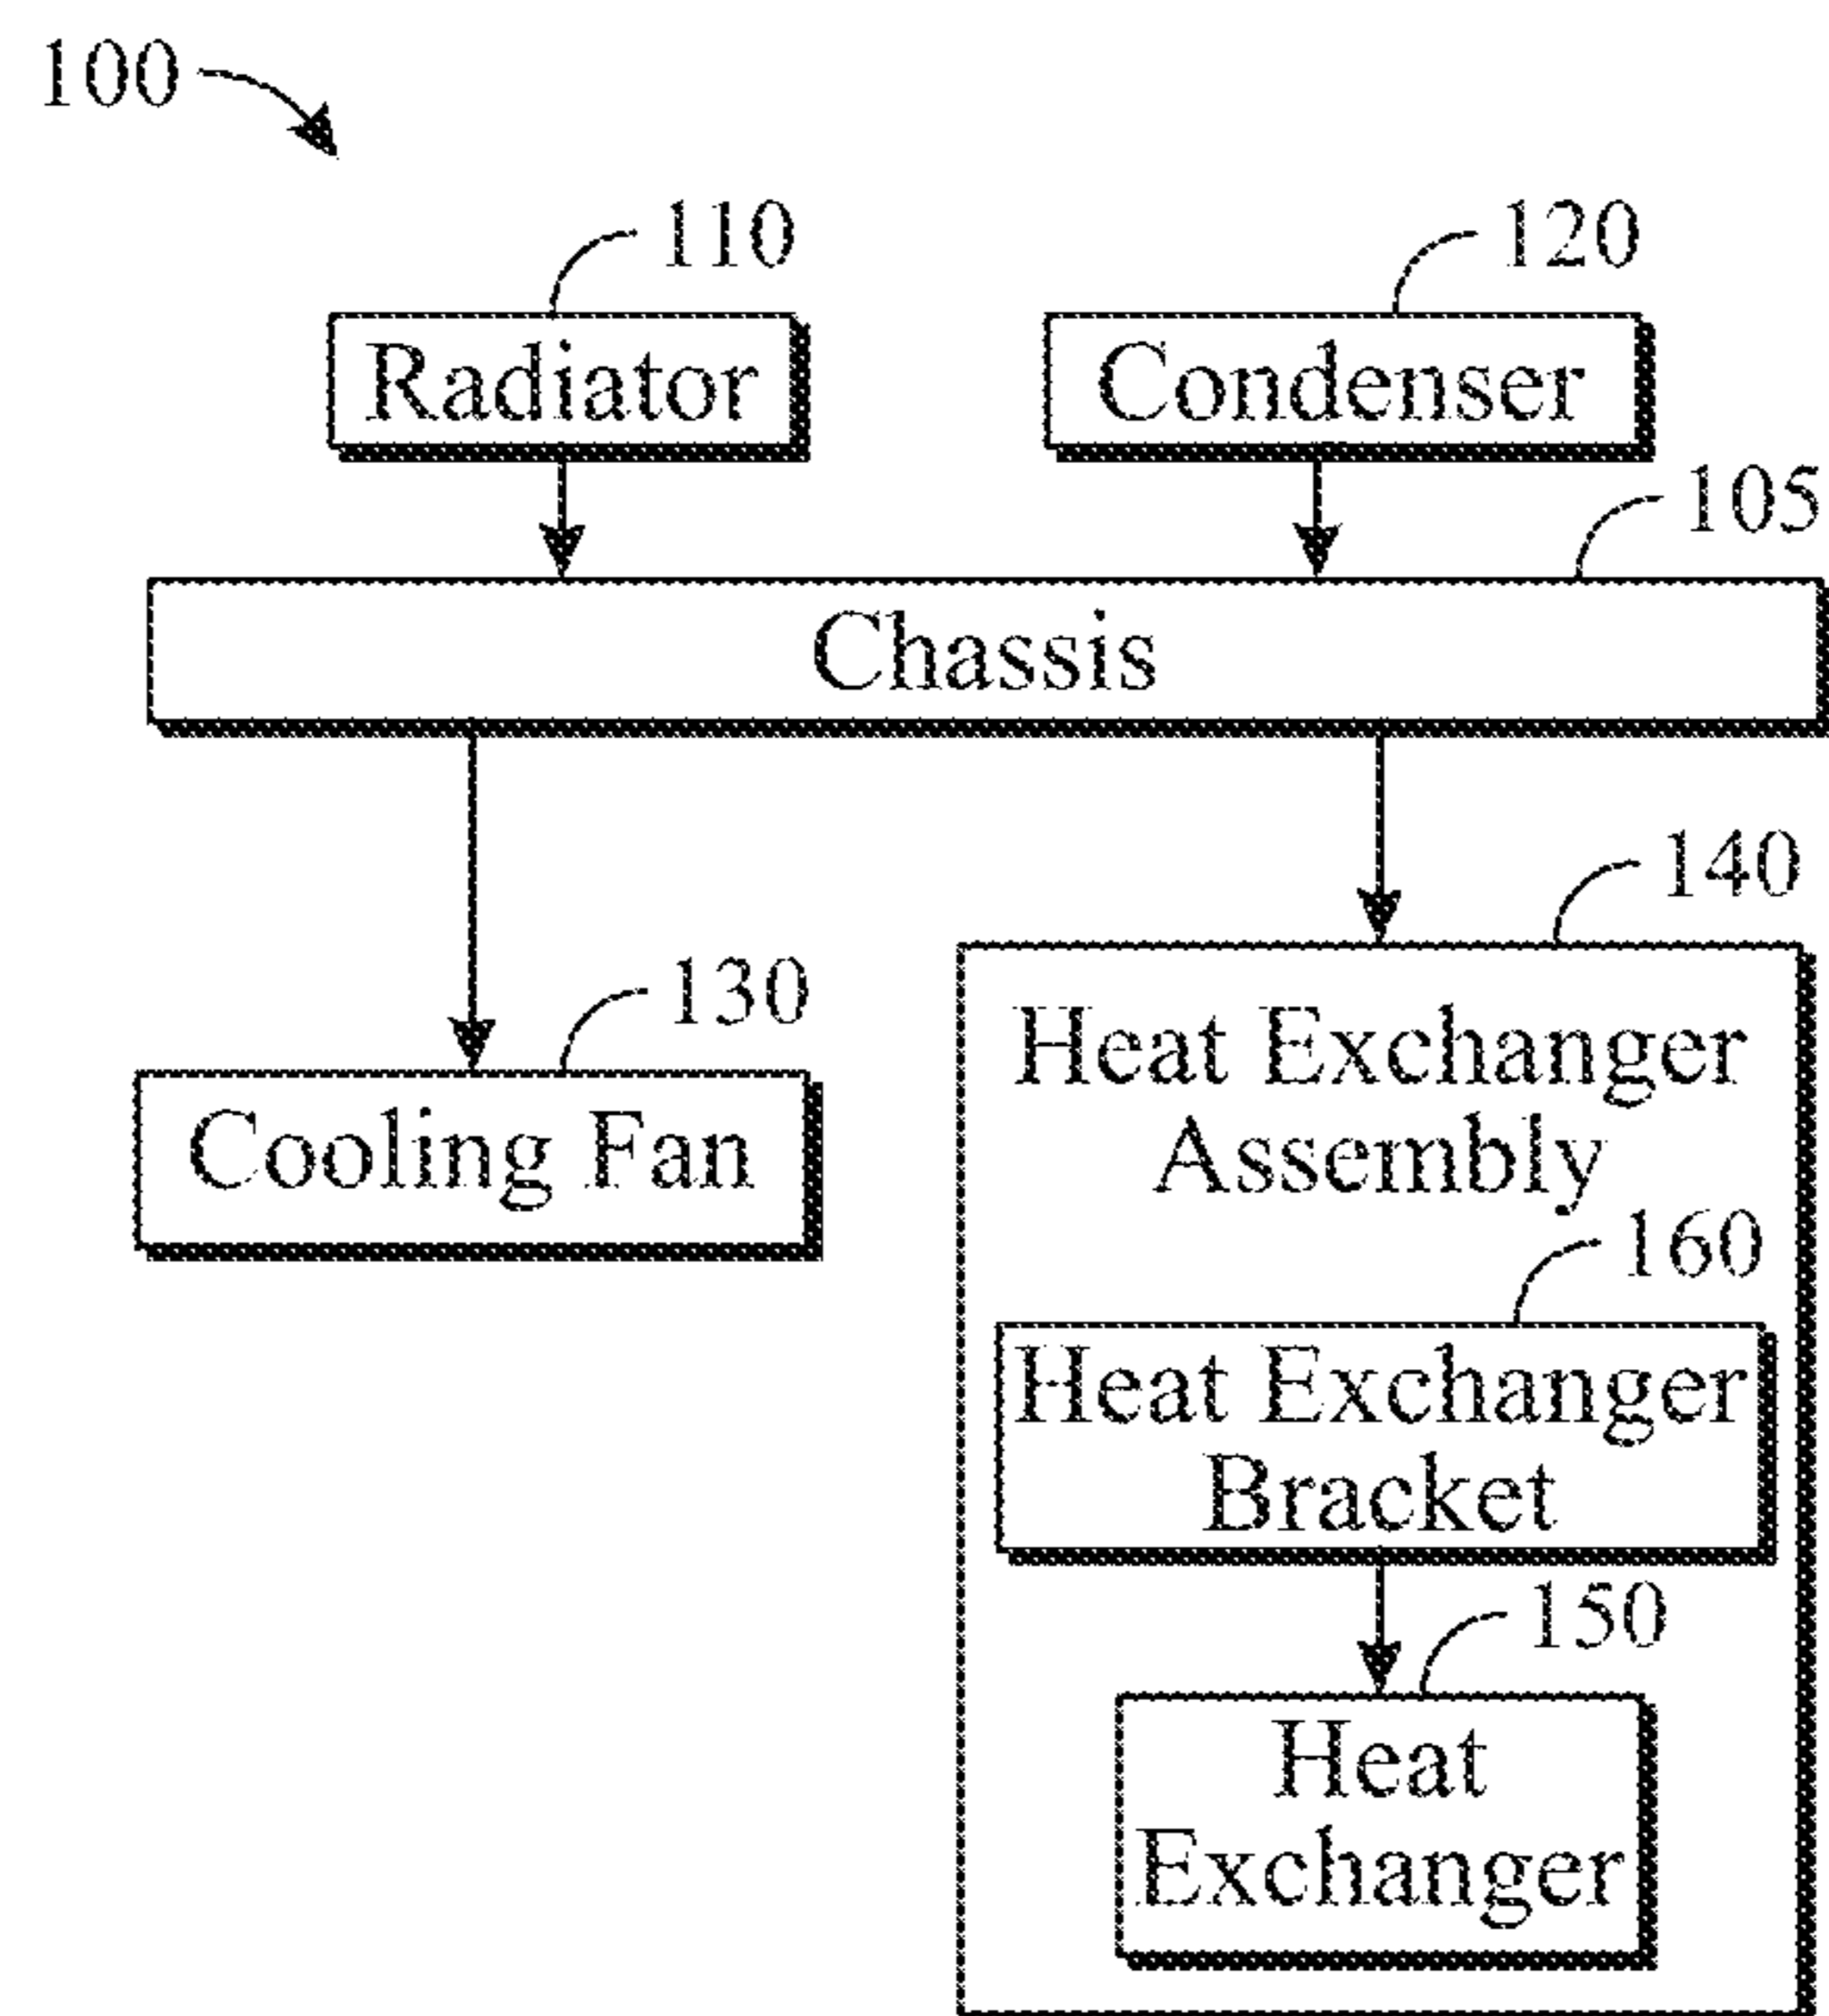 100
110
120
Radiator
Condenser
105
Chassis
140
130
Heat Exchanger
Assembly
Cooling Fan
160
Heat Exchanger
Bracket
150
Heat
Exchanger